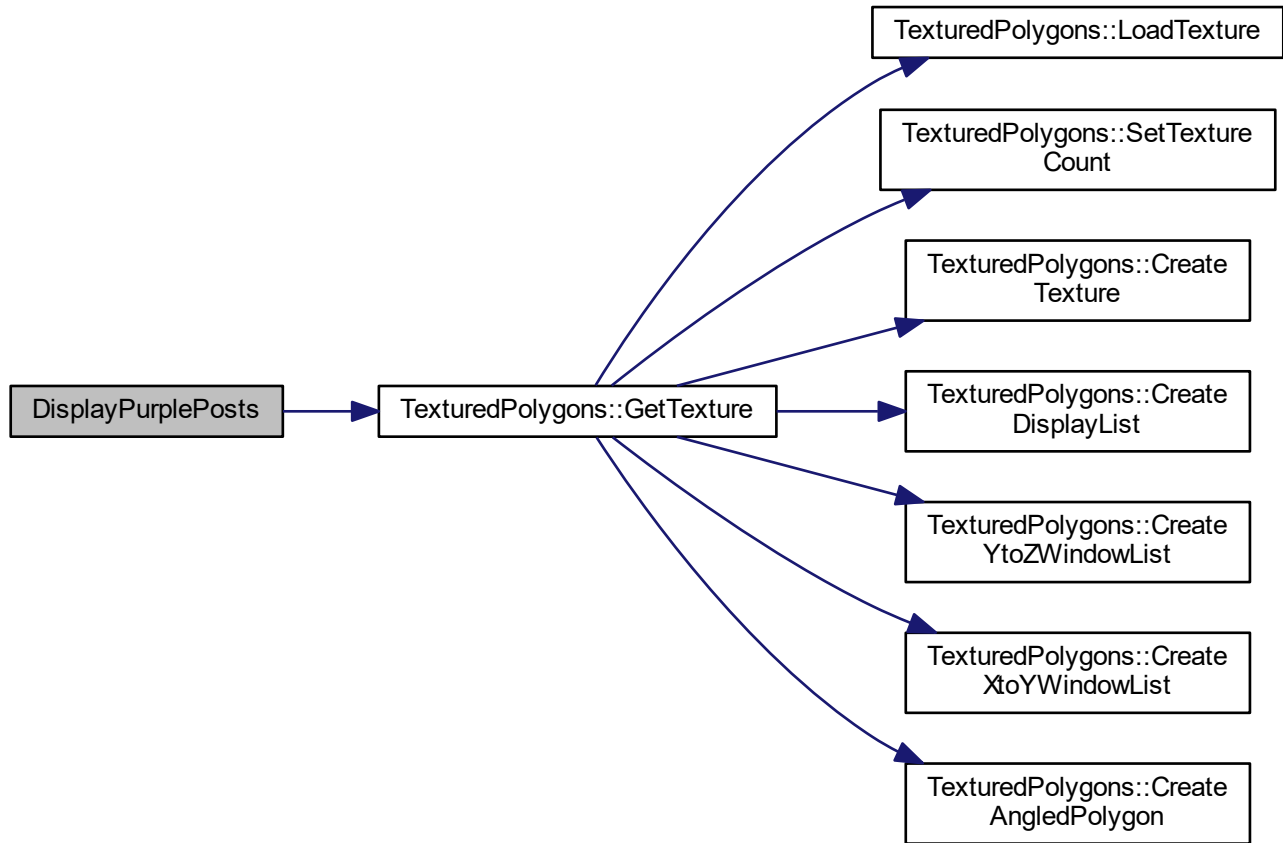 TexturedPolygons::LoadTexture
TexturedPolygons::SetTexture
Count
TexturedPolygons::Create
Texture
DisplayPurplePosts
TexturedPolygons::GetTexture
TexturedPolygons::Create
DisplayList
TexturedPolygons::Create
YtoZWindowList
TexturedPolygons::Create
XtoYWindowList
TexturedPolygons::Create
AngledPolygon